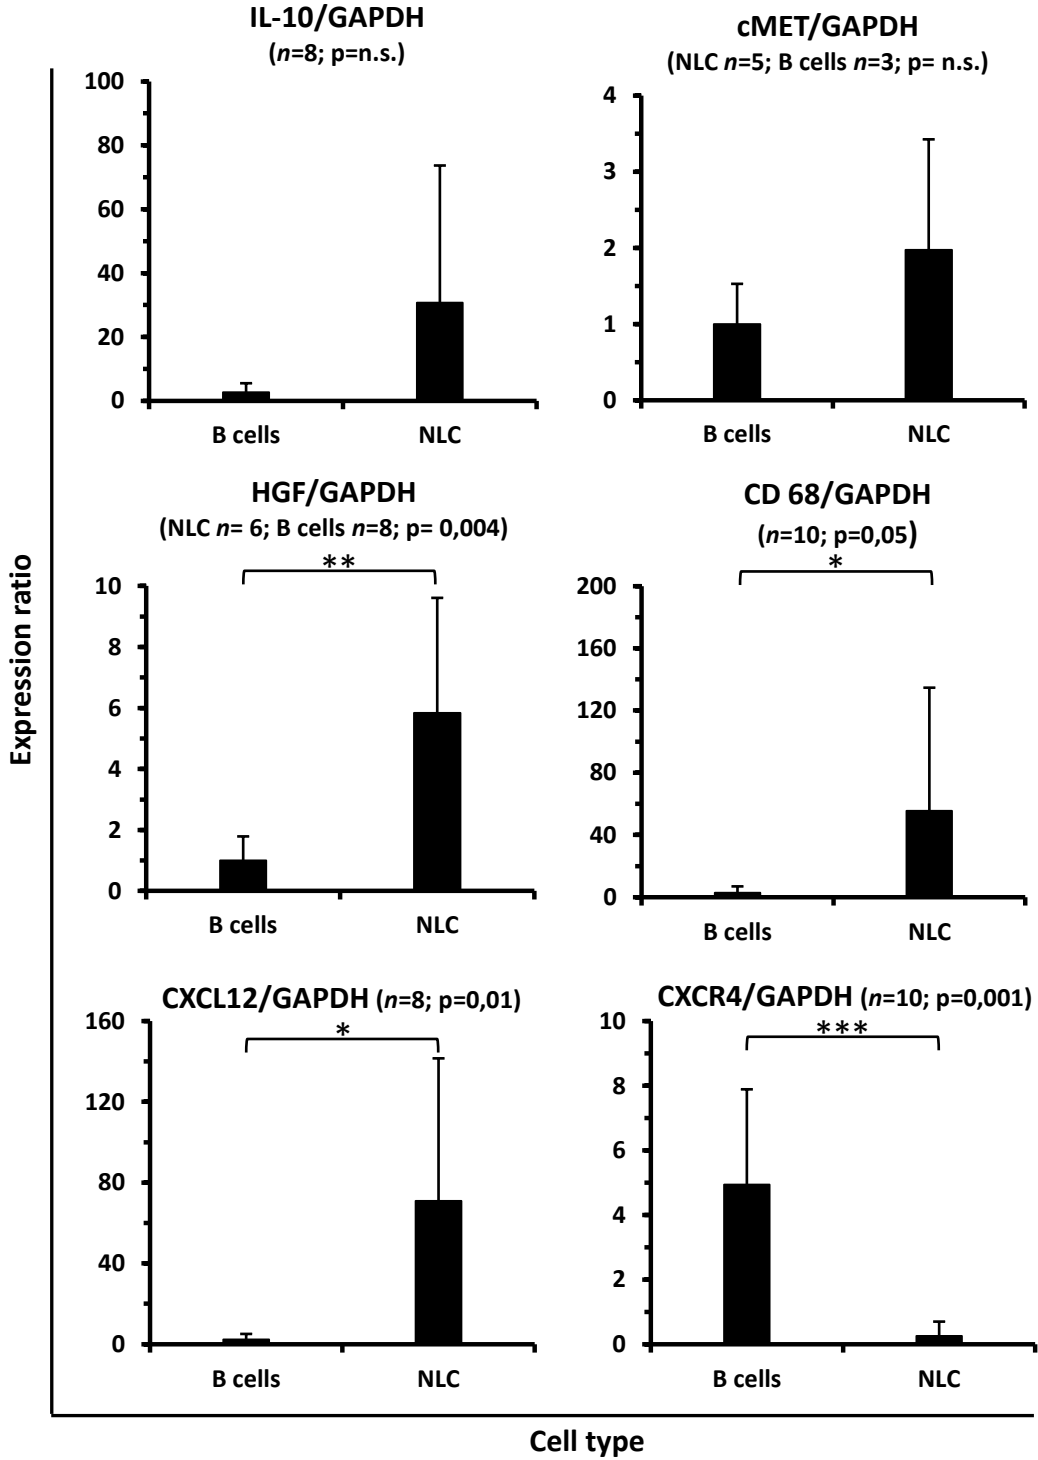 IL-10/GAPDH
(n=8; p=n.s.)
100
80
60
40
20
0
B cells NLC
cMET/GAPDH
(NLC n=5; B cells n=3; p= n.s.)
4
3
2
1
0
B cells NLC
HGF/GAPDH
(NLC n= 6; B cells n=8; p= 0,004)
**
10
8
6
4
2
0
B cells NLC
CD 68/GAPDH
(n=10; p=0,05)
*
200
160
120
80
40
0
B cells NLC
CXCL12/GAPDH (n=8; p=0,01)
*
160
120
80
40
0
B cells NLC
CXCR4/GAPDH (n=10; p=0,001)
***
10
8
6
4
2
0
B cells NLC
Expression ratio
Cell type